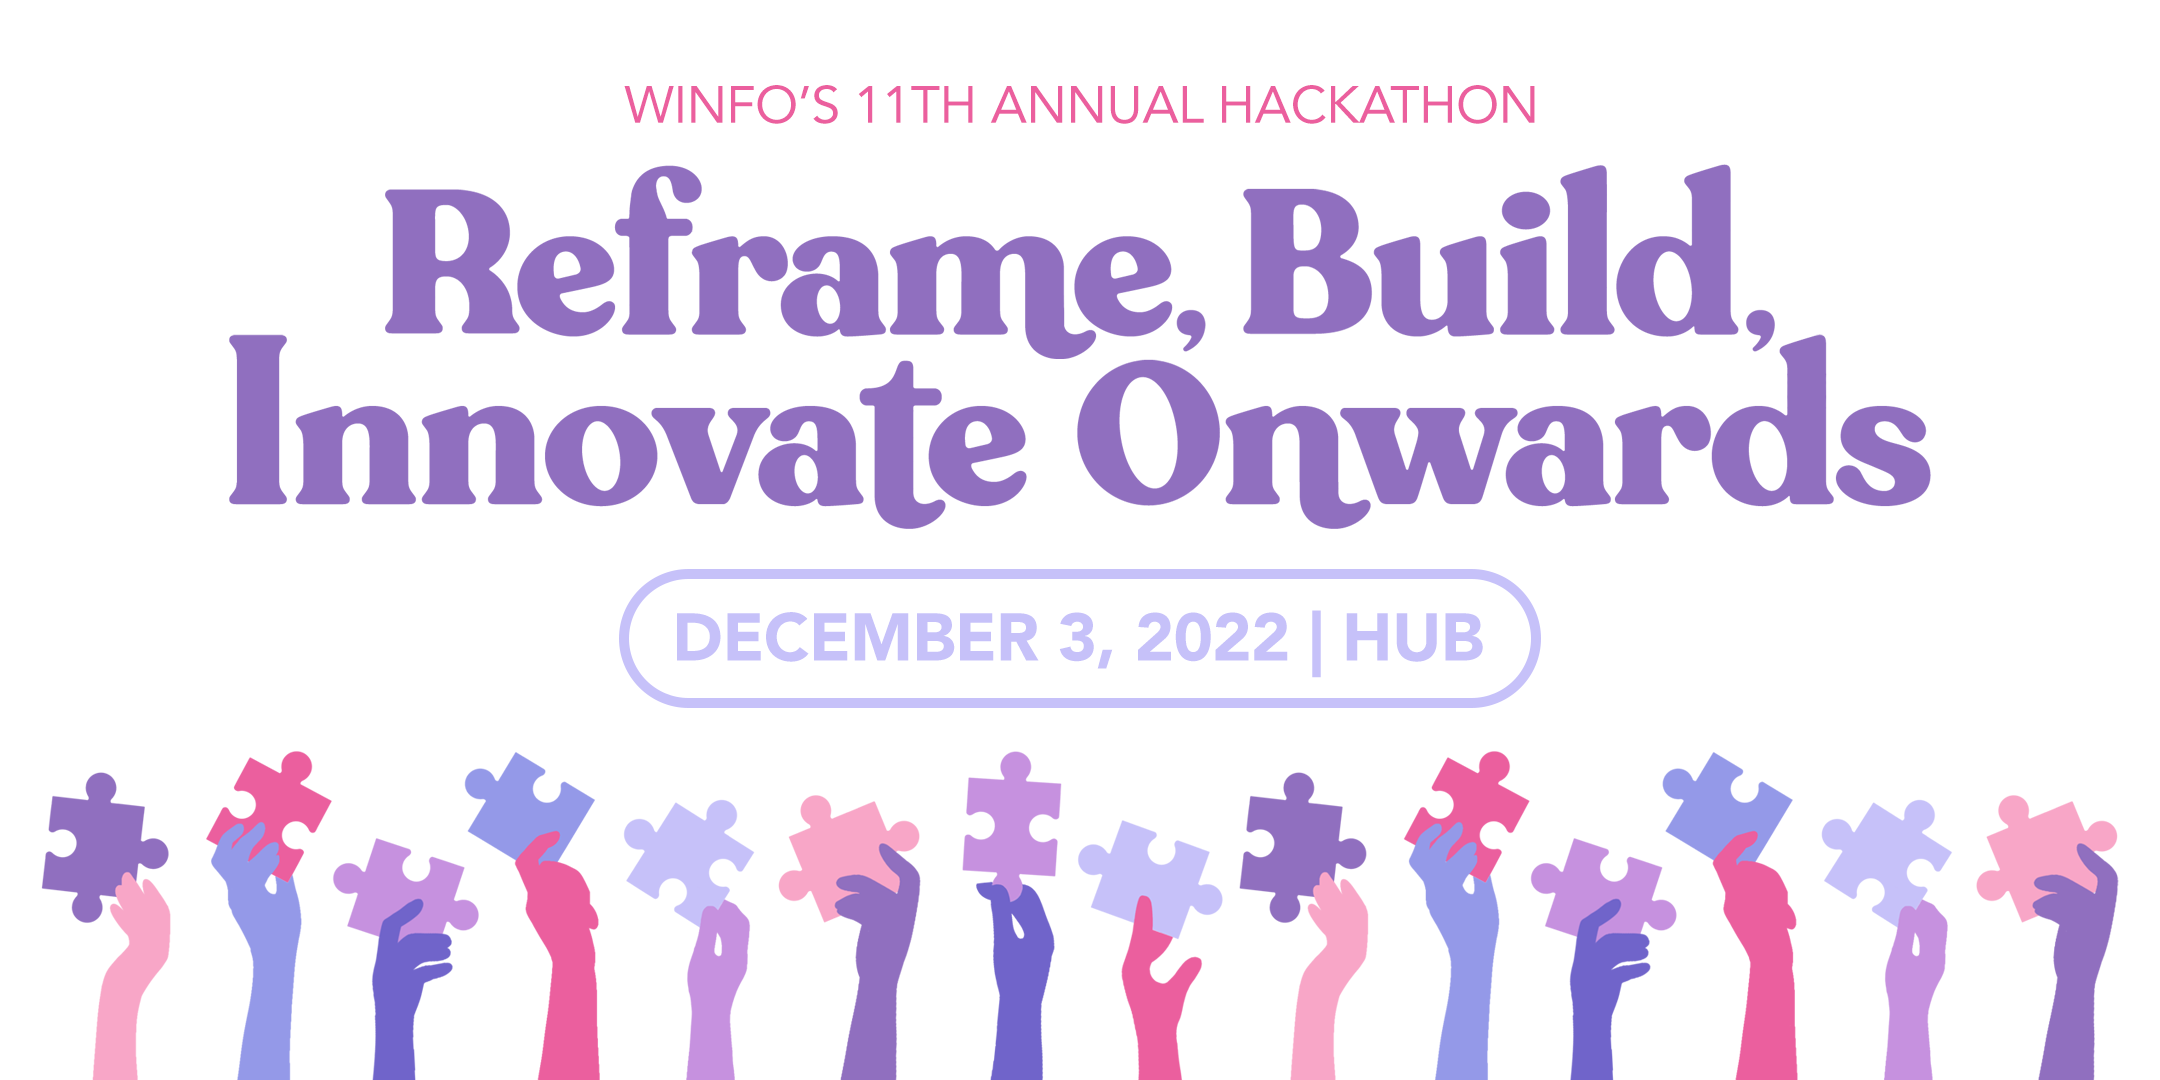 WINFO’S 11TH ANNUAL HACKATHON
Reframe, Build,
Innovate Onwards
DECEMBER 3, 2022 | HUB